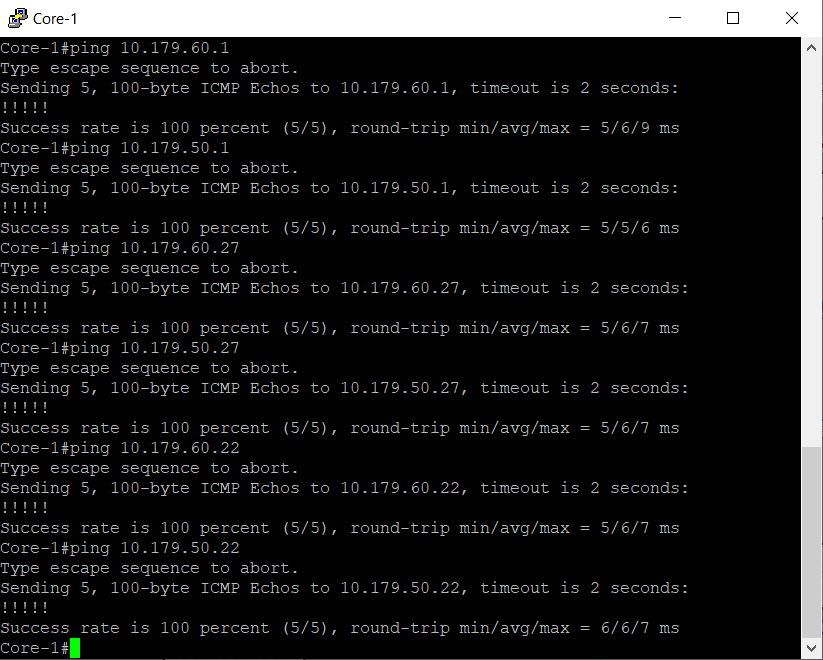 Core-1
Core-1#ping 10.179.60.1
Type escape sequence to abort.
Sending 5, 100-byte ICMP Echos to 10.179.60.1, timeout is 2 seconds:
!!!!!
Success rate is 100 percent (5/5), round-trip min/avg/max = 5/6/9 ms
Core-1#ping 10.179.50.1
Type escape sequence to abort.
Sending 5, 100-byte ICMP Echos to 10.179.50.1, timeout is 2 seconds:
!!!!!
Success rate is 100 percent (5/5), round-trip min/avg/max = 5/5/6 ms
Core-1#ping 10.179.60.27
Type escape sequence to abort.
Sending 5, 100-byte ICMP Echos to 10.179.60.27, timeout is 2 seconds:
!!!!!
Success rate is 100 percent (5/5), round-trip min/avg/max = 5/6/7 ms
Core-1#ping 10.179.50.27
Type escape sequence to abort.
Sending 5, 100-byte ICMP Echos to 10.179.50.27, timeout is 2 seconds:
!!!!!
Success rate is 100 percent (5/5), round-trip min/avg/max = 5/6/7 ms
Core-1#ping 10.179.60.22
Type escape sequence to abort.
Sending 5, 100-byte ICMP Echos to 10.179.60.22, timeout is 2 seconds:
!!!!!
Success rate is 100 percent (5/5), round-trip min/avg/max = 5/6/7 ms
Core-1#ping 10.179.50.22
Type escape sequence to abort.
Sending 5, 100-byte ICMP Echos to 10.179.50.22, timeout is 2 seconds:
!!!!!
Success rate is 100 percent (5/5), round-trip min/avg/max = 6/6/7 ms
Core-1#